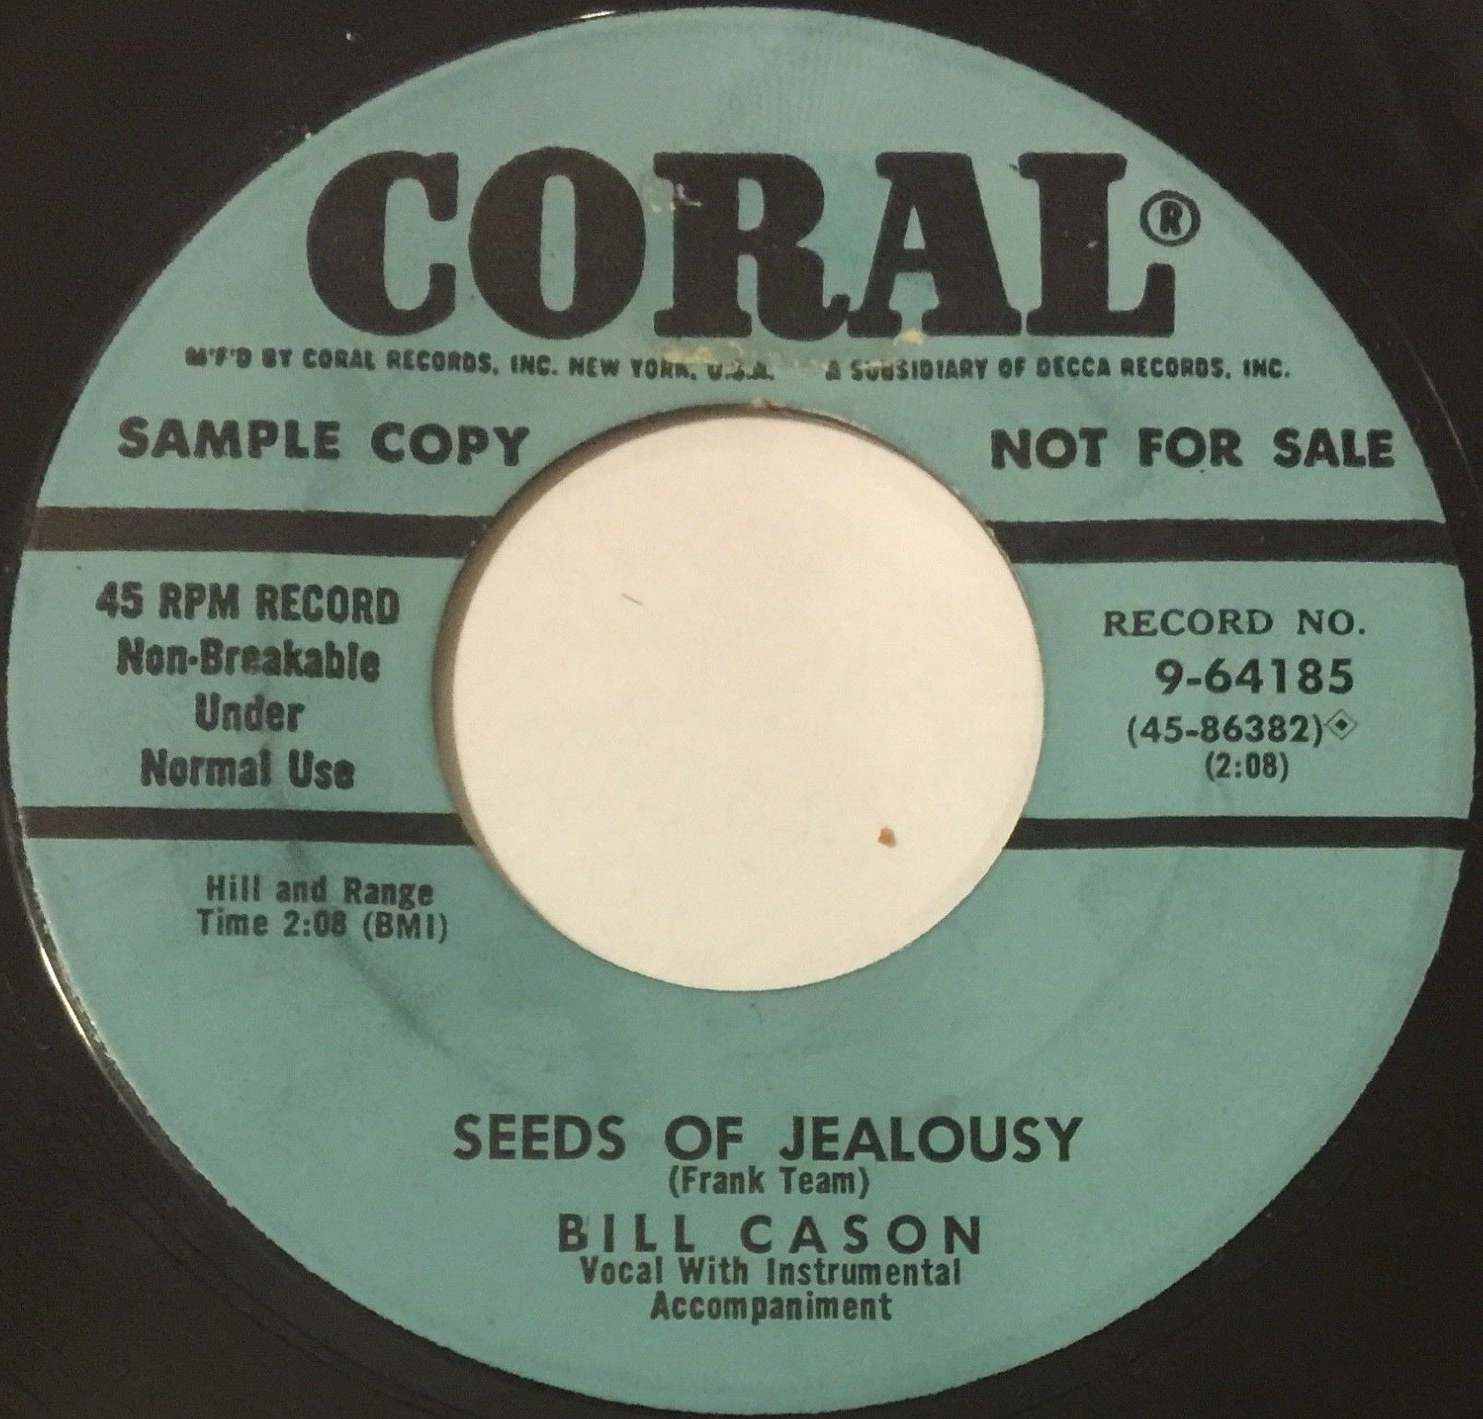 CORAL®
M'F'D BY CORAL RECORDS, INC. NEW YORK, U.S.A. A SUBSIDIARY OF DECCA RECORDS, INC.
SAMPLE COPY
NOT FOR SALE
45 RPM RECORD
Non-Breakable
Under
Normal Use
RECORD NO.
9-64185
(45-86382)
(2:08)
Hill and Range
Time 2:08 (BMI)
SEEDS OF JEALOUSY
(Frank Team)
BILL CASON
Vocal With Instrumental
Accompaniment